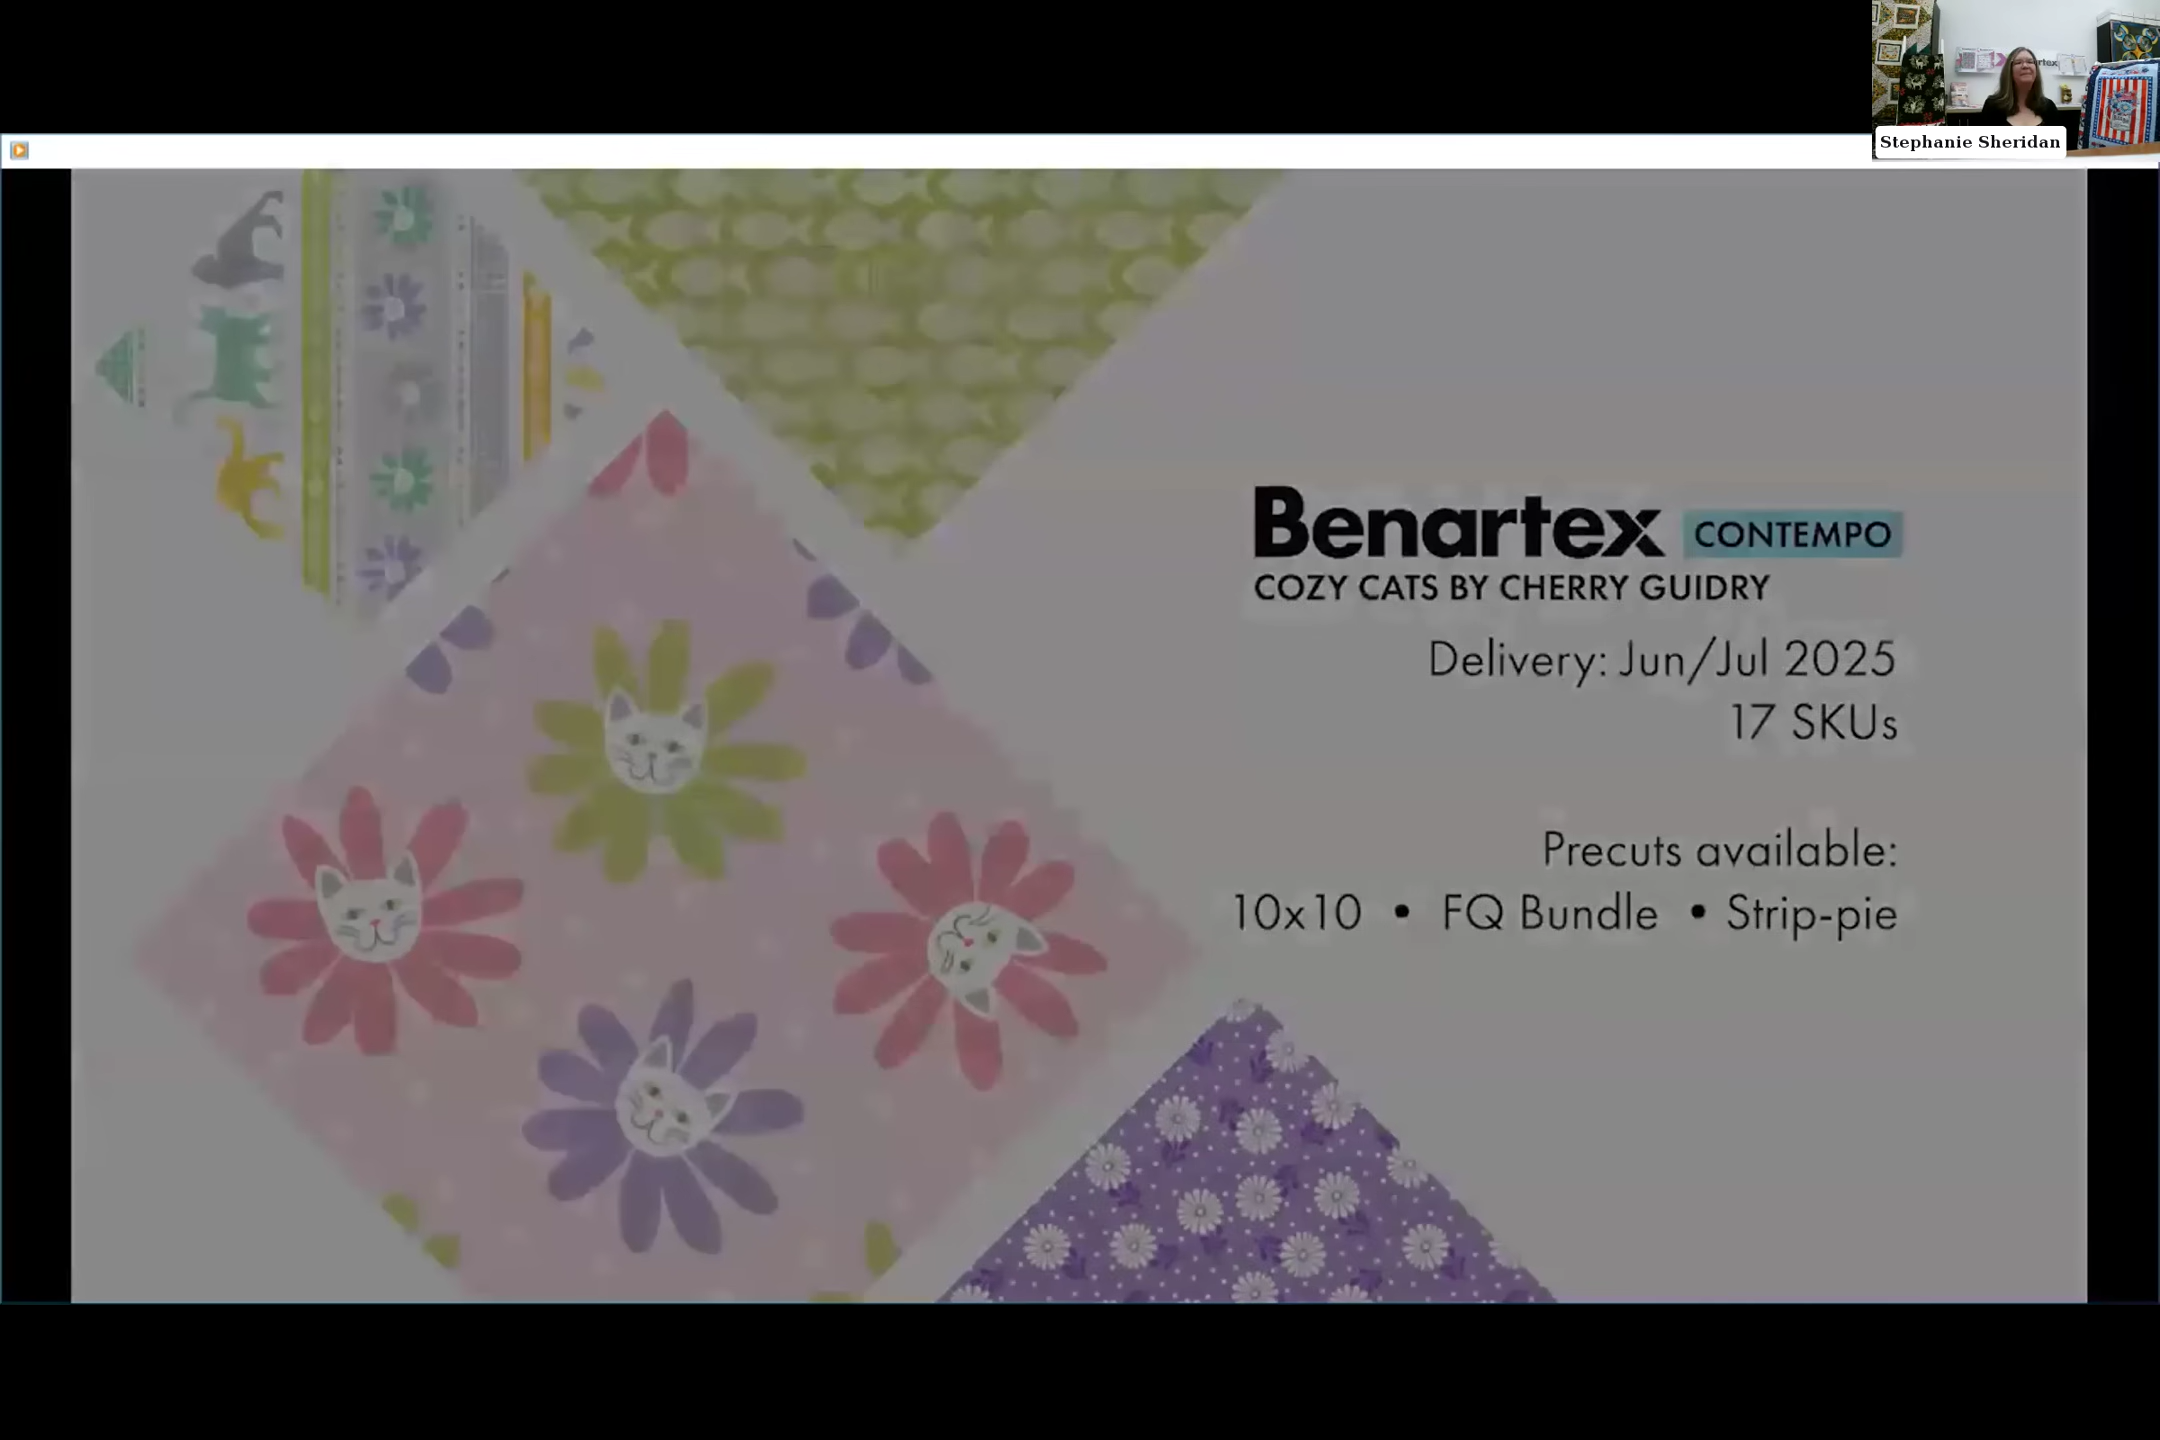 Stephanie Sheridan
Benartex CONTEMPO
COZY CATS BY CHERRY GUIDRY
Delivery: Jun/Jul 2025
17 SKUs
Precuts available:
10x10 • FQ Bundle • Strip-pie